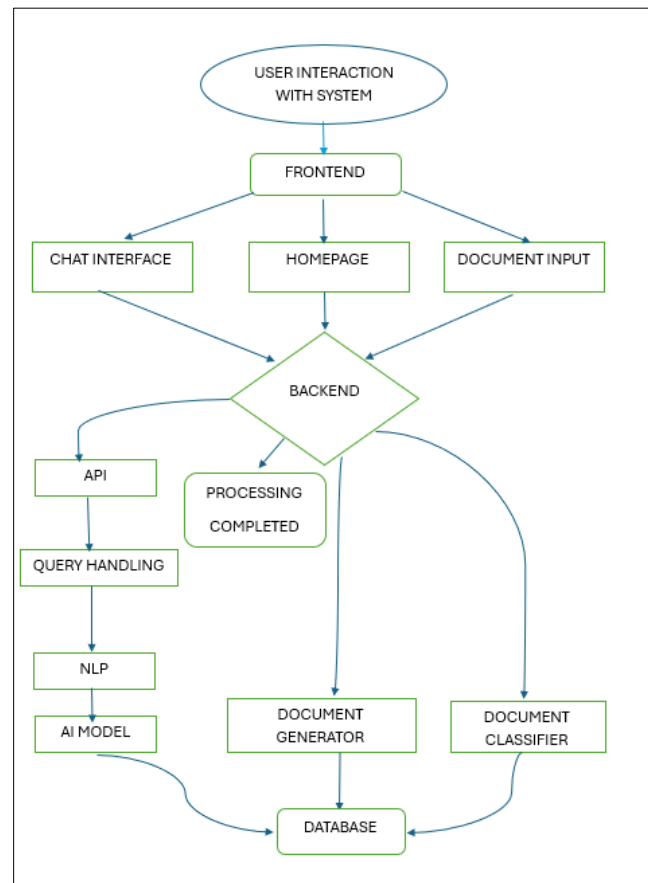 USER INTERACTION
WITH SYSTEM
FRONTEND
CHAT INTERFACE
HOMEPAGE
DOCUMENT INPUT
BACKEND
API
PROCESSING
COMPLETED
QUERY HANDLING
NLP
AI MODEL
DOCUMENT
GENERATOR
DOCUMENT
CLASSIFIER
DATABASE